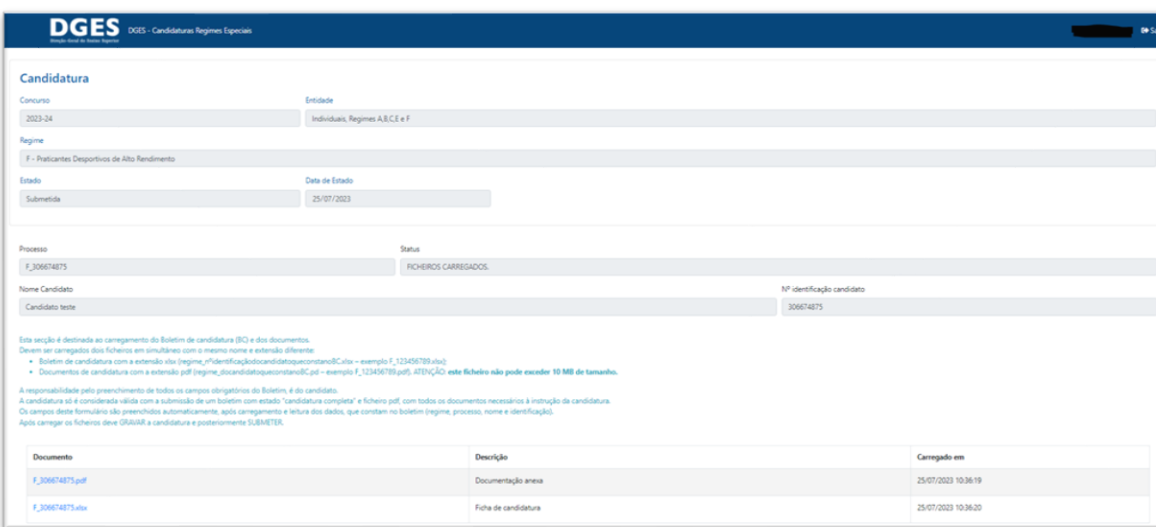 DGES DGES - Candidaturas Regimes Especiais
Direção-Geral do Ensino Superior
Candidatura
Concurso Entidade
2023-24 Individuais, Regimes A,B,C,E e F
Regime
F - Praticantes Desportivos de Alto Rendimento
Estado Data de Estado
Submetida 25/07/2023
Processo Status
F_306674875 FICHEIROS CARREGADOS.
Nome Candidato Nº identificação candidato
Candidato teste 306674875
Esta secção é destinada ao carregamento do Boletim de candidatura (BC) e dos documentos.
Devem ser carregados dois ficheiros em simultâneo com o mesmo nome e extensão diferente:
• Boletim de candidatura com a extensão xlsx (regime_nºidentificaçãodocandidatoqueconstanoBC.xlsx – exemplo F_123456789.xlsx);
• Documentos de candidatura com a extensão pdf (regime_docandidatoqueconstanoBC.pd – exemplo F_123456789.pdf). ATENÇÃO: este ficheiro não pode exceder 10 MB de tamanho.
A responsabilidade pelo preenchimento de todos os campos obrigatórios do Boletim, é do candidato.
A candidatura só é considerada válida com a submissão de um boletim com estado "candidatura completa" e ficheiro pdf, com todos os documentos necessários à instrução da candidatura.
Os campos deste formulário são preenchidos automaticamente, após carregamento e leitura dos dados, que constam no boletim (regime, processo, nome e identificação).
Após carregar os ficheiros deve GRAVAR a candidatura e posteriormente SUBMETER.
Documento Descrição Carregado em
F_306674875.pdf Documentação anexa 25/07/2023 10:36:19
F_306674875.xlsx Ficha de candidatura 25/07/2023 10:36:20